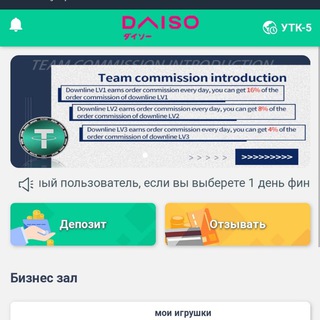 DAISO
ダイソー
УТК-5
TEAM COMMISSION INTRODUCTION
Team commission introduction
Downline LV1 earns order commission every day, you can get 16% of the
order commission of downline LV1
Downline LV2 earns order commission every day, you can get 8% of the
order commission of downline LV2
Downline LV3 earns order commission every day, you can get 4% of the
order commission of downline LV3
> > > > >
>>>>>>>>>
ный пользователь, если вы выберете 1 день фин
Депозит
Отзывать
Бизнес зал
мои игрушки